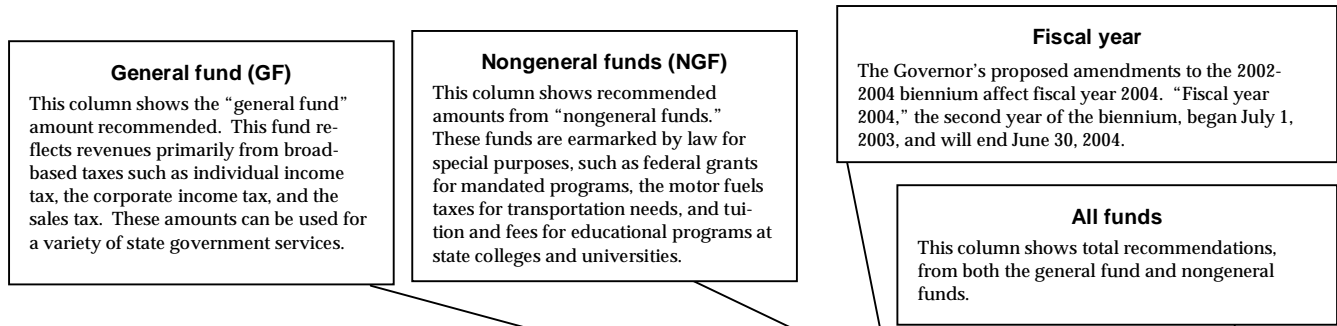 General fund (GF)
This column shows the “general fund”
amount recommended. This fund re-
flects revenues primarily from broad-
based taxes such as individual income
tax, the corporate income tax, and the
sales tax. These amounts can be used for
a variety of state government services.
Nongeneral funds (NGF)
This column shows recommended
amounts from “nongeneral funds.”
These funds are earmarked by law for
special purposes, such as federal grants
for mandated programs, the motor fuels
taxes for transportation needs, and tui-
tion and fees for educational programs at
state colleges and universities.
Fiscal year
The Governor’s proposed amendments to the 2002-
2004 biennium affect fiscal year 2004. “Fiscal year
2004,” the second year of the biennium, began July 1,
2003, and will end June 30, 2004.
All funds
This column shows total recommendations,
from both the general fund and nongeneral
funds.